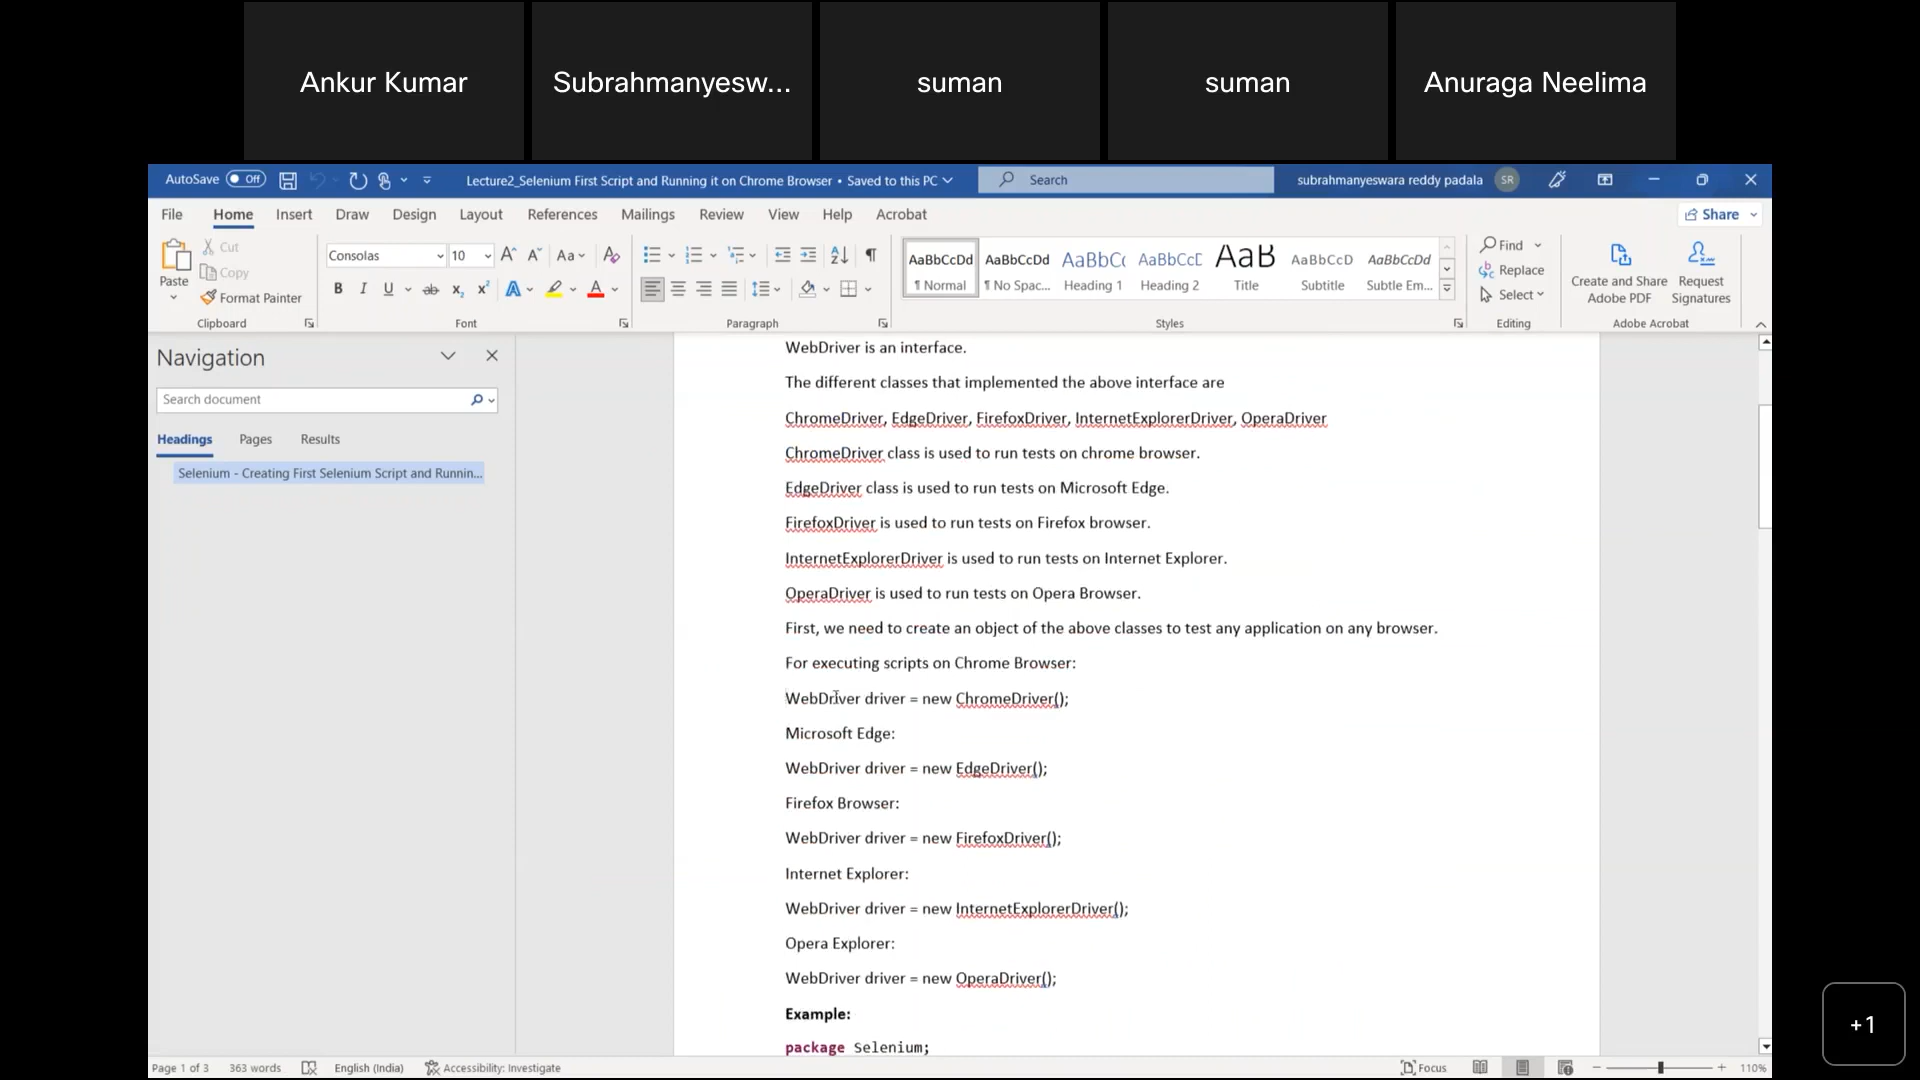 Ankur Kumar
Subrahmanyesw...
suman
suman
Anuraga Neelima
AutoSave Off
Lecture2_Selenium First Script and Running it on Chrome Browser • Saved to this PC
Search
subrahmanyeswara reddy padala SR
File Home Insert Draw Design Layout References Mailings Review View Help Acrobat
Share
Paste
Cut
Copy
Format Painter
Clipboard
Consolas 10
Font
Paragraph
AaBbCcDd ¶ Normal
AaBbCcDd ¶ No Spac...
AaBbCc Heading 1
AaBbCcD Heading 2
AaB Title
AaBbCcD Subtitle
AaBbCcDd Subtle Em...
Styles
Find
Replace
Select
Editing
Create and Share Adobe PDF
Request Signatures
Adobe Acrobat
Navigation
Search document
Headings Pages Results
Selenium - Creating First Selenium Script and Runnin...
WebDriver is an interface.
The different classes that implemented the above interface are
ChromeDriver, EdgeDriver, FirefoxDriver, InternetExplorerDriver, OperaDriver
ChromeDriver class is used to run tests on chrome browser.
EdgeDriver class is used to run tests on Microsoft Edge.
FirefoxDriver is used to run tests on Firefox browser.
InternetExplorerDriver is used to run tests on Internet Explorer.
OperaDriver is used to run tests on Opera Browser.
First, we need to create an object of the above classes to test any application on any browser.
For executing scripts on Chrome Browser:
WebDriver driver = new ChromeDriver();
Microsoft Edge:
WebDriver driver = new EdgeDriver();
Firefox Browser:
WebDriver driver = new FirefoxDriver();
Internet Explorer:
WebDriver driver = new InternetExplorerDriver();
Opera Explorer:
WebDriver driver = new OperaDriver();
Example:
package Selenium;
+1
Page 1 of 3 363 words English (India) Accessibility: Investigate
Focus 110%